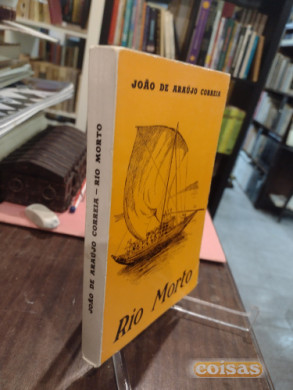 JOÃO DE ARAÚJO CORREIA
Rio Morto
JOÃO DE ARAÚJO CORREIA - RIO MORTO
coisas